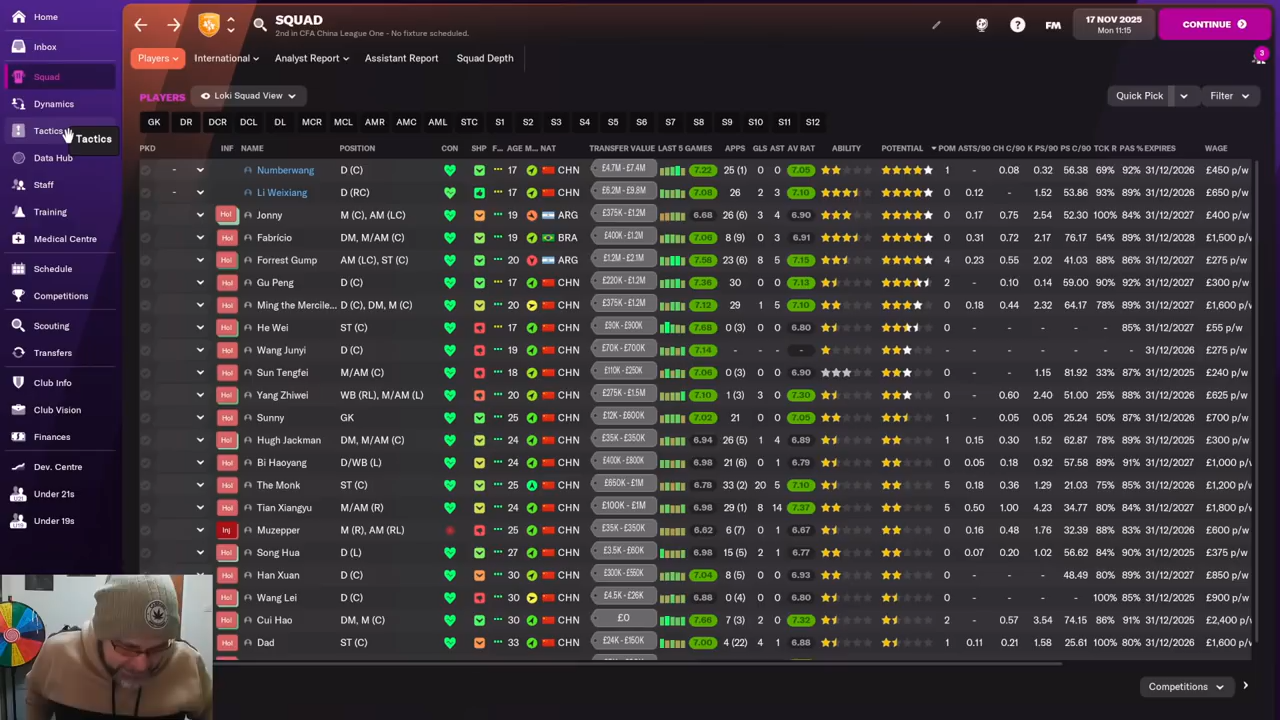 Home
SQUAD
2nd in CFA China League One - No fixture scheduled.
FM
17 NOV 2025
Mon 11:15
CONTINUE
Inbox
Squad
Dynamics
Tactics
Tactics
Data Hub
Staff
Training
Medical Centre
Schedule
Competitions
Scouting
Transfers
Club Info
Club Vision
Finances
Dev. Centre
Under 21s
Under 19s
Players International Analyst Report Assistant Report Squad Depth 3
PLAYERS Loki Squad View Quick Pick Filter
GK DR DCR DCL DL MCR MCL AMR AMC AML STC S1 S2 S3 S4 S5 S6 S7 S8 S9 S10 S11 S12
PKD INF NAME POSITION CON SHP F... AGE M... NAT TRANSFER VALUE LAST 5 GAMES APPS GLS AST AV RAT ABILITY POTENTIAL POM ASTS/90 CH C/90 K PS/90 PS C/90 TCK R PAS % EXPIRES WAGE
- Numberwang D (C) 17 CHN £4.7M - £7.4M 7.22 25 (1) 0 0 7.05 1 - 0.08 0.32 56.38 69% 92% 31/12/2026 £450 p/w
- Li Weixiang D (RC) 17 CHN £6.2M - £9.8M 7.08 26 2 3 7.10 0 0.12 - 1.52 53.86 93% 87% 31/12/2026 £650 p/w
Hol Jonny M (C), AM (LC) 19 ARG £375K - £1.2M 6.68 26 (6) 3 4 6.90 0 0.17 0.75 2.54 52.30 100% 84% 31/12/2027 £400 p/w
Hol Fabrício DM, M/AM (C) 19 BRA £400K - £1.2M 7.06 8 (9) 0 3 6.91 0 0.31 0.72 2.17 76.17 54% 89% 31/12/2026 £1,500 p/w
Hol Forrest Gump AM (LC), ST (C) 20 ARG £1.2M - £2.1M 7.58 23 (6) 8 5 7.15 4 0.23 0.55 2.02 41.03 88% 86% 31/12/2026 £275 p/w
Hol Gu Peng D (C) 17 CHN £220K - £1.2M 7.36 30 0 0 7.13 2 - 0.10 0.14 59.00 90% 92% 31/12/2026 £375 p/w
Hol Ming the Mercile... D (C), DM, M (C) 20 CHN £375K - £1.2M 7.12 29 1 5 7.10 0 0.18 0.44 2.32 64.17 78% 89% 31/12/2026 £1,600 p/w
Hol He Wei ST (C) 17 CHN £90K - £900K 7.68 0 (3) 0 0 6.80 0 - - - - - 85% 31/12/2026 £55 p/w
Hol Wang Junyi D (C) 19 CHN £70K - £700K 7.14 - - - - - - - - - - - 31/12/2026 £275 p/w
Hol Sun Tengfei M/AM (C) 18 CHN £110K - £250K 7.06 0 (3) 0 0 6.90 0 - - 1.15 81.92 33% 87% 31/12/2026 £240 p/w
Hol Yang Zhiwei WB (RL), M/AM (L) 20 CHN £275K - £1.5M 7.10 1 (3) 0 0 7.30 0 - 0.60 2.40 51.00 25% 88% 31/12/2026 £625 p/w
Hol Sunny GK 25 CHN £12K - £600K 7.02 21 0 0 7.05 1 - 0.05 0.05 25.24 50% 92% 31/12/2026 £700 p/w
Hol Hugh Jackman DM, M/AM (C) 24 CHN £35K - £350K 6.94 26 (5) 1 4 6.89 1 0.15 0.30 1.52 62.87 84% 89% 31/12/2026 £300 p/w
Hol Bi Haoyang D/WB (L) 24 CHN £400K - £800K 6.98 21 (6) 0 1 6.79 0 0.05 0.18 0.92 57.58 89% 91% 31/12/2026 £1,000 p/w
Hol The Monk ST (C) 25 CHN £650K - £1M 6.78 33 (2) 20 5 7.10 5 0.18 0.36 1.29 21.03 75% 80% 31/12/2026 £1,200 p/w
Hol Tian Xiangyu M/AM (R) 24 CHN £100K - £1M 6.98 29 (1) 8 14 7.37 5 0.50 1.00 4.23 34.77 80% 81% 31/12/2026 £1,800 p/w
Inj Muzepper M (R), AM (RL) 25 CHN £35K - £350K 6.62 6 (7) 0 1 6.67 0 0.16 0.48 1.76 32.39 88% 81% 31/12/2026 £600 p/w
Hol Song Hua D (L) 27 CHN £3.5K - £60K 6.98 15 (5) 2 1 6.77 0 0.07 0.20 1.02 56.62 84% 90% 31/12/2026 £375 p/w
Hol Han Xuan D (C) 30 CHN £300K - £550K 7.04 8 (5) 0 0 6.93 0 - - - 48.49 80% 89% 31/12/2026 £850 p/w
Hol Wang Lei D (C) 30 CHN £4.5K - £26K 6.88 0 (4) 0 0 6.80 0 - - - - 100% 85% 31/12/2026 £900 p/w
Hol Cui Hao DM, M (C) 30 CHN £0 7.66 7 (3) 2 0 7.32 2 - 0.57 3.54 74.15 86% 91% 31/12/2026 £2,400 p/w
Hol Dad ST (C) 33 CHN £24K - £150K 7.00 4 (22) 4 1 6.88 0 0.11 0.21 1.58 25.61 100% 86% 31/12/2026 £1,600 p/w
Competitions